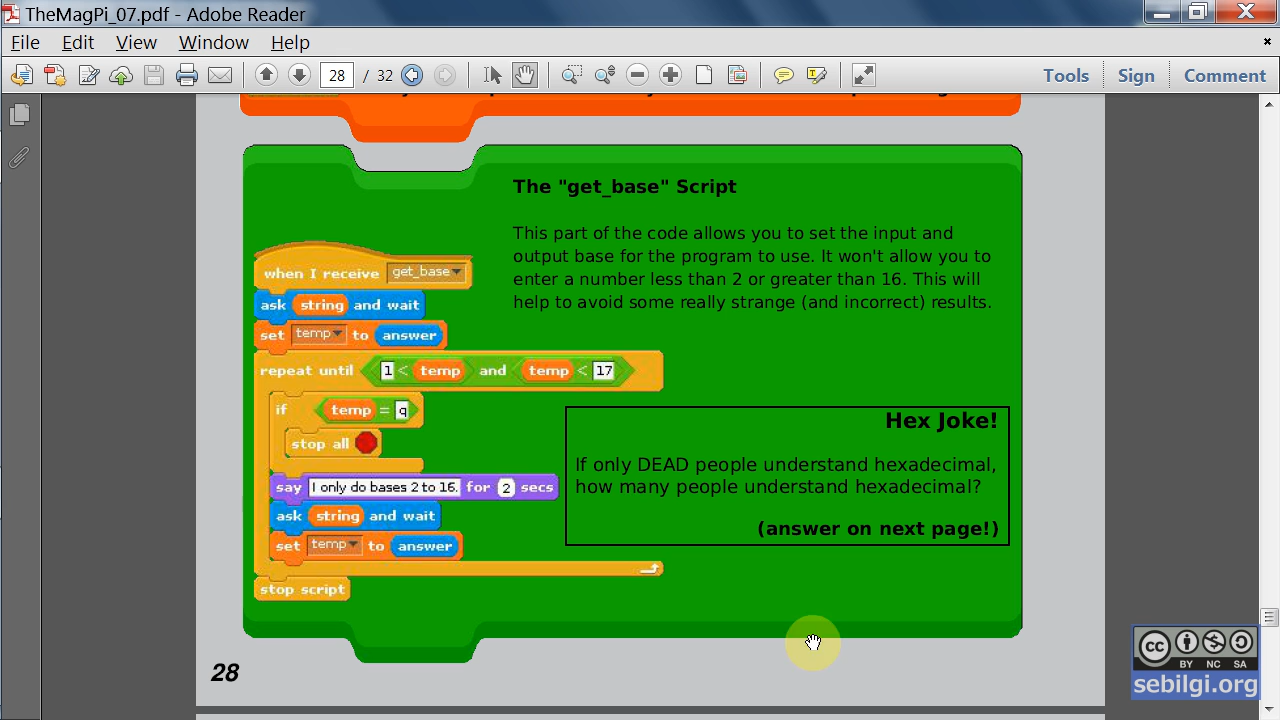 TheMagPi_07.pdf - Adobe Reader
File Edit View Window Help
28 / 32
Tools Sign Comment
The "get_base" Script
This part of the code allows you to set the input and
output base for the program to use. It won't allow you to
enter a number less than 2 or greater than 16. This will
help to avoid some really strange (and incorrect) results.
when I receive get_base
ask string and wait
set temp to answer
repeat until 1 < temp and temp < 17
if temp = q
stop all
say I only do bases 2 to 16. for 2 secs
ask string and wait
set temp to answer
stop script
Hex Joke!
If only DEAD people understand hexadecimal,
how many people understand hexadecimal?
(answer on next page!)
28
cc BY NC SA
sebilgi.org